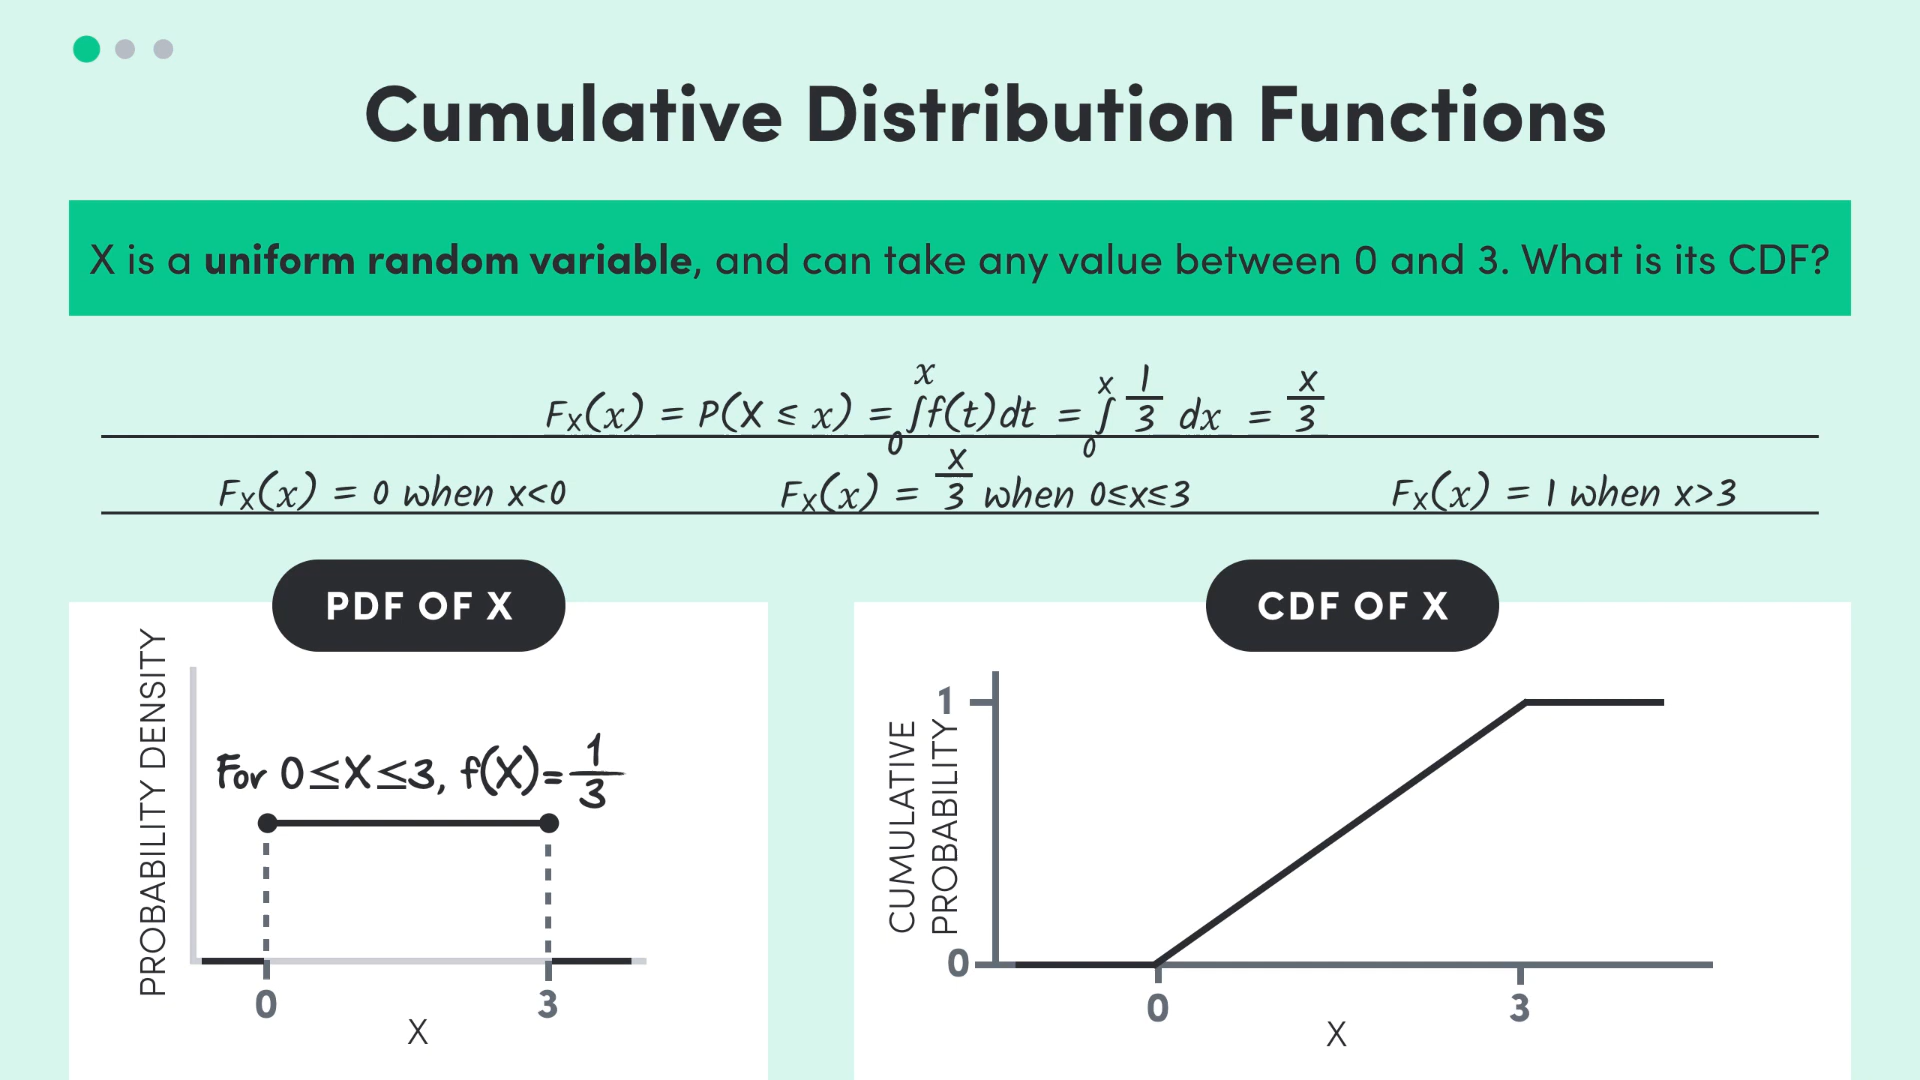 Cumulative Distribution Functions
X is a uniform random variable, and can take any value between 0 and 3. What is its CDF?
Fₓ(x) = P(X ≤ x) = ∫₀ˣ f(t)dt = ∫₀ˣ 1/3 dx = x/3
Fₓ(x) = 0 when x<0
Fₓ(x) = x/3 when 0≤x≤3
Fₓ(x) = 1 when x>3
PDF OF X
PROBABILITY DENSITY
For 0≤X≤3, f(X)=1/3
0 3
X
CDF OF X
CUMULATIVE
PROBABILITY
1
0
0 3
X